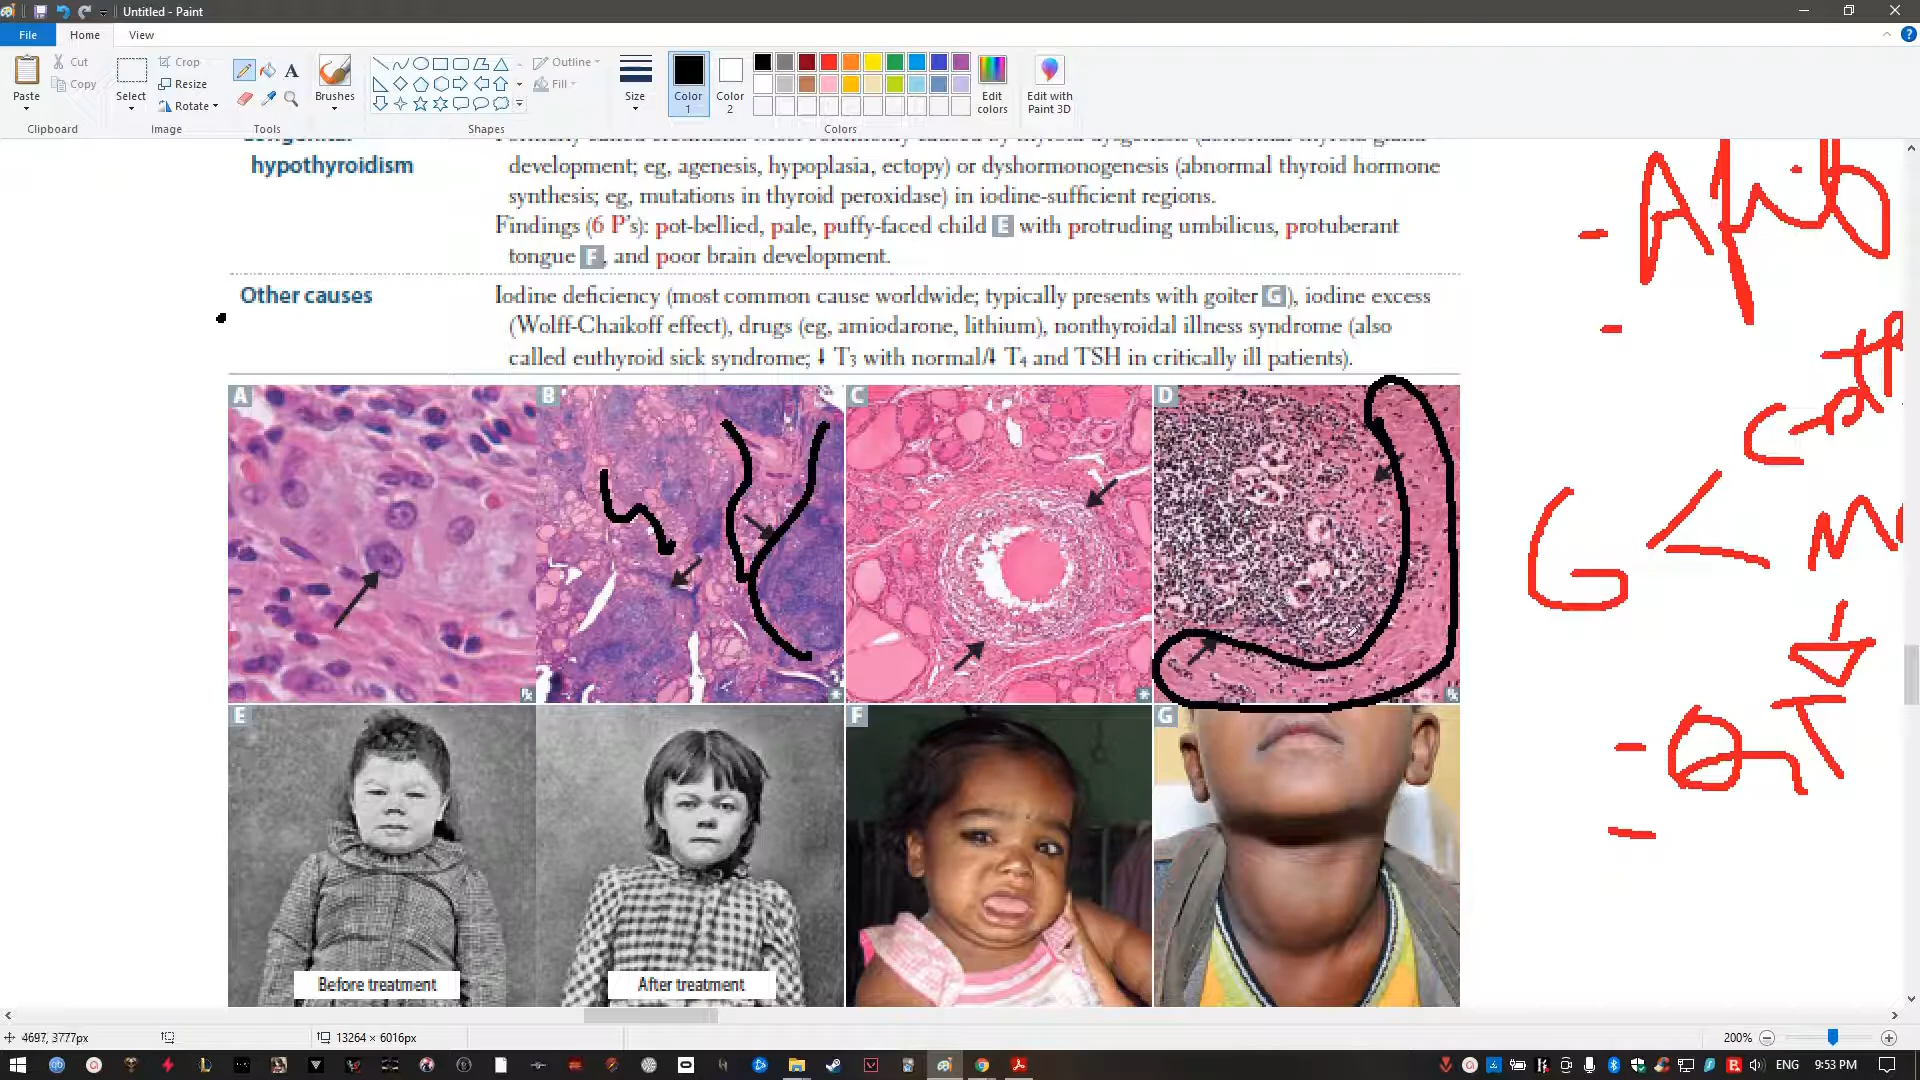 Untitled - Paint
File Home View
Cut
Copy
Paste
Crop
Resize
Rotate
Select
Brushes
Outline
Fill
Size
Color 1
Color 2
Edit colors
Edit with Paint 3D
Clipboard
Image
Tools
Shapes
Colors
hypothyroidism
development; eg, agenesis, hypoplasia, ectopy) or dyshormonogenesis (abnormal thyroid hormone
synthesis; eg, mutations in thyroid peroxidase) in iodine-sufficient regions.
Findings (6 P's): pot-bellied, pale, puffy-faced child E with protruding umbilicus, protuberant
tongue F, and poor brain development.
Other causes
Iodine deficiency (most common cause worldwide; typically presents with goiter G), iodine excess
(Wolff-Chaikoff effect), drugs (eg, amiodarone, lithium), nonthyroidal illness syndrome (also
called euthyroid sick syndrome; ⬇ T3 with normal/⬇ T4 and TSH in critically ill patients).
A B C D
E F G
Before treatment
After treatment
- Afib
G <
4697, 3777px
13264 × 6016px
200%
ENG
9:53 PM